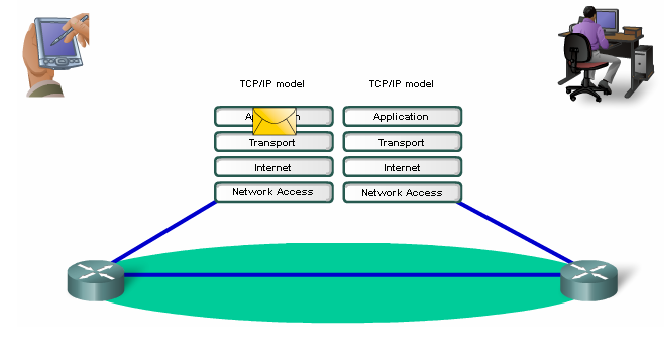 TCP/IP model
TCP/IP model
Application
Transport
Transport
Internet
Internet
Network Access
Network Access